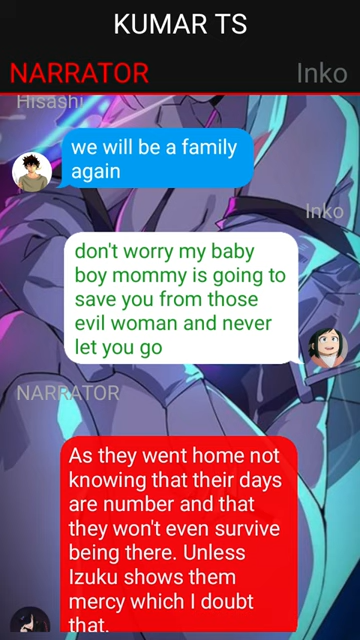 KUMAR TS
NARRATOR
Inko
Hisashi
we will be a family
again
Inko
don't worry my baby
boy mommy is going to
save you from those
evil woman and never
let you go
NARRATOR
As they went home not
knowing that their days
are number and that
they won't even survive
being there. Unless
Izuku shows them
mercy which I doubt
that.